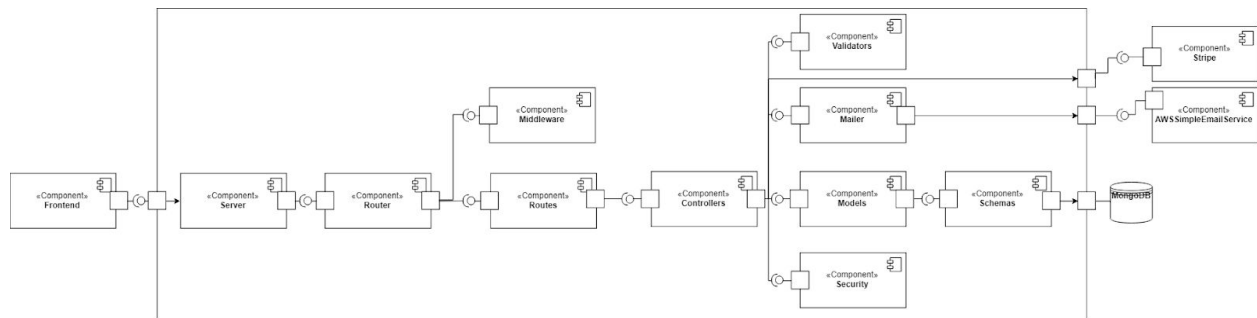 «Component»
Validators
«Component»
Stripe
«Component»
Middleware
«Component»
Mailer
«Component»
AWSSimpleEmailService
«Component»
Frontend
«Component»
Server
«Component»
Router
«Component»
Routes
«Component»
Controllers
«Component»
Models
«Component»
Schemas
MongoDB
«Component»
Security